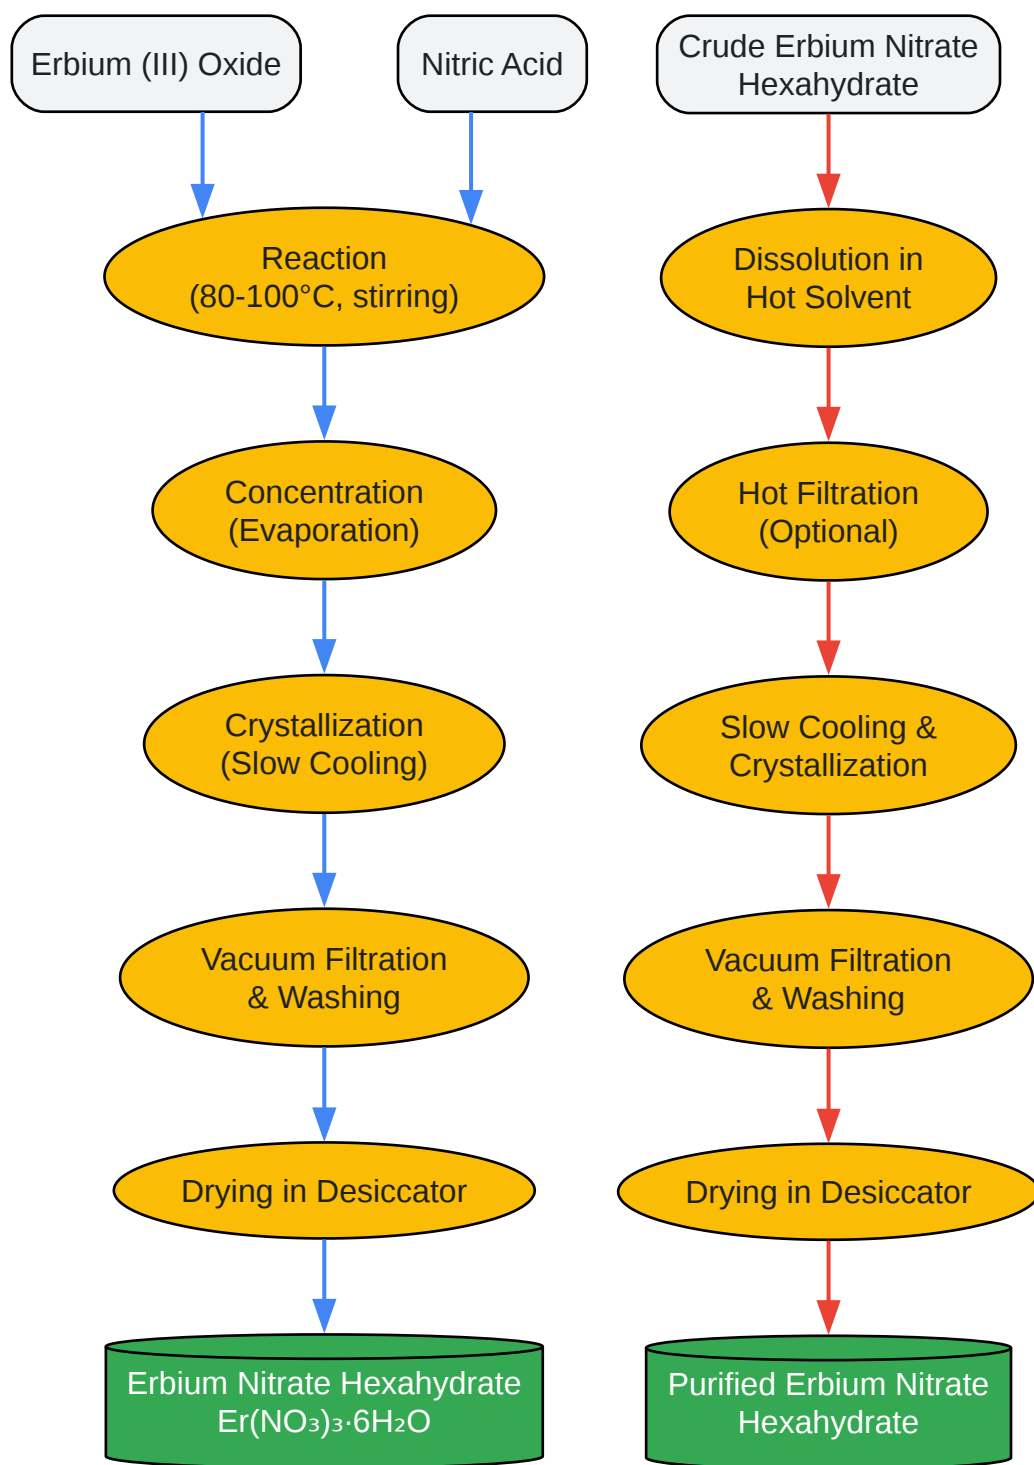 Erbium (III) Oxide
Nitric Acid
Reaction
(80-100°C, stirring)
Concentration
(Evaporation)
Crystallization
(Slow Cooling)
Vacuum Filtration
& Washing
Drying in Desiccator
Erbium Nitrate Hexahydrate
Er(NO₃)₃·6H₂O
Crude Erbium Nitrate
Hexahydrate
Dissolution in
Hot Solvent
Hot Filtration
(Optional)
Slow Cooling &
Crystallization
Vacuum Filtration
& Washing
Drying in Desiccator
Purified Erbium Nitrate
Hexahydrate